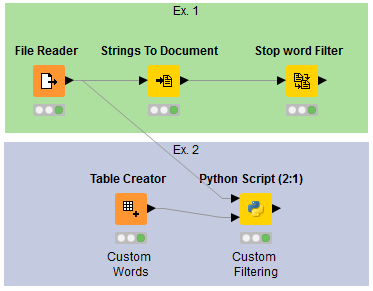 Ex. 1
File Reader
Strings To Document
Stop word Filter
Ex. 2
Table Creator
Python Script (2:1)
Custom
Words
Custom
Filtering